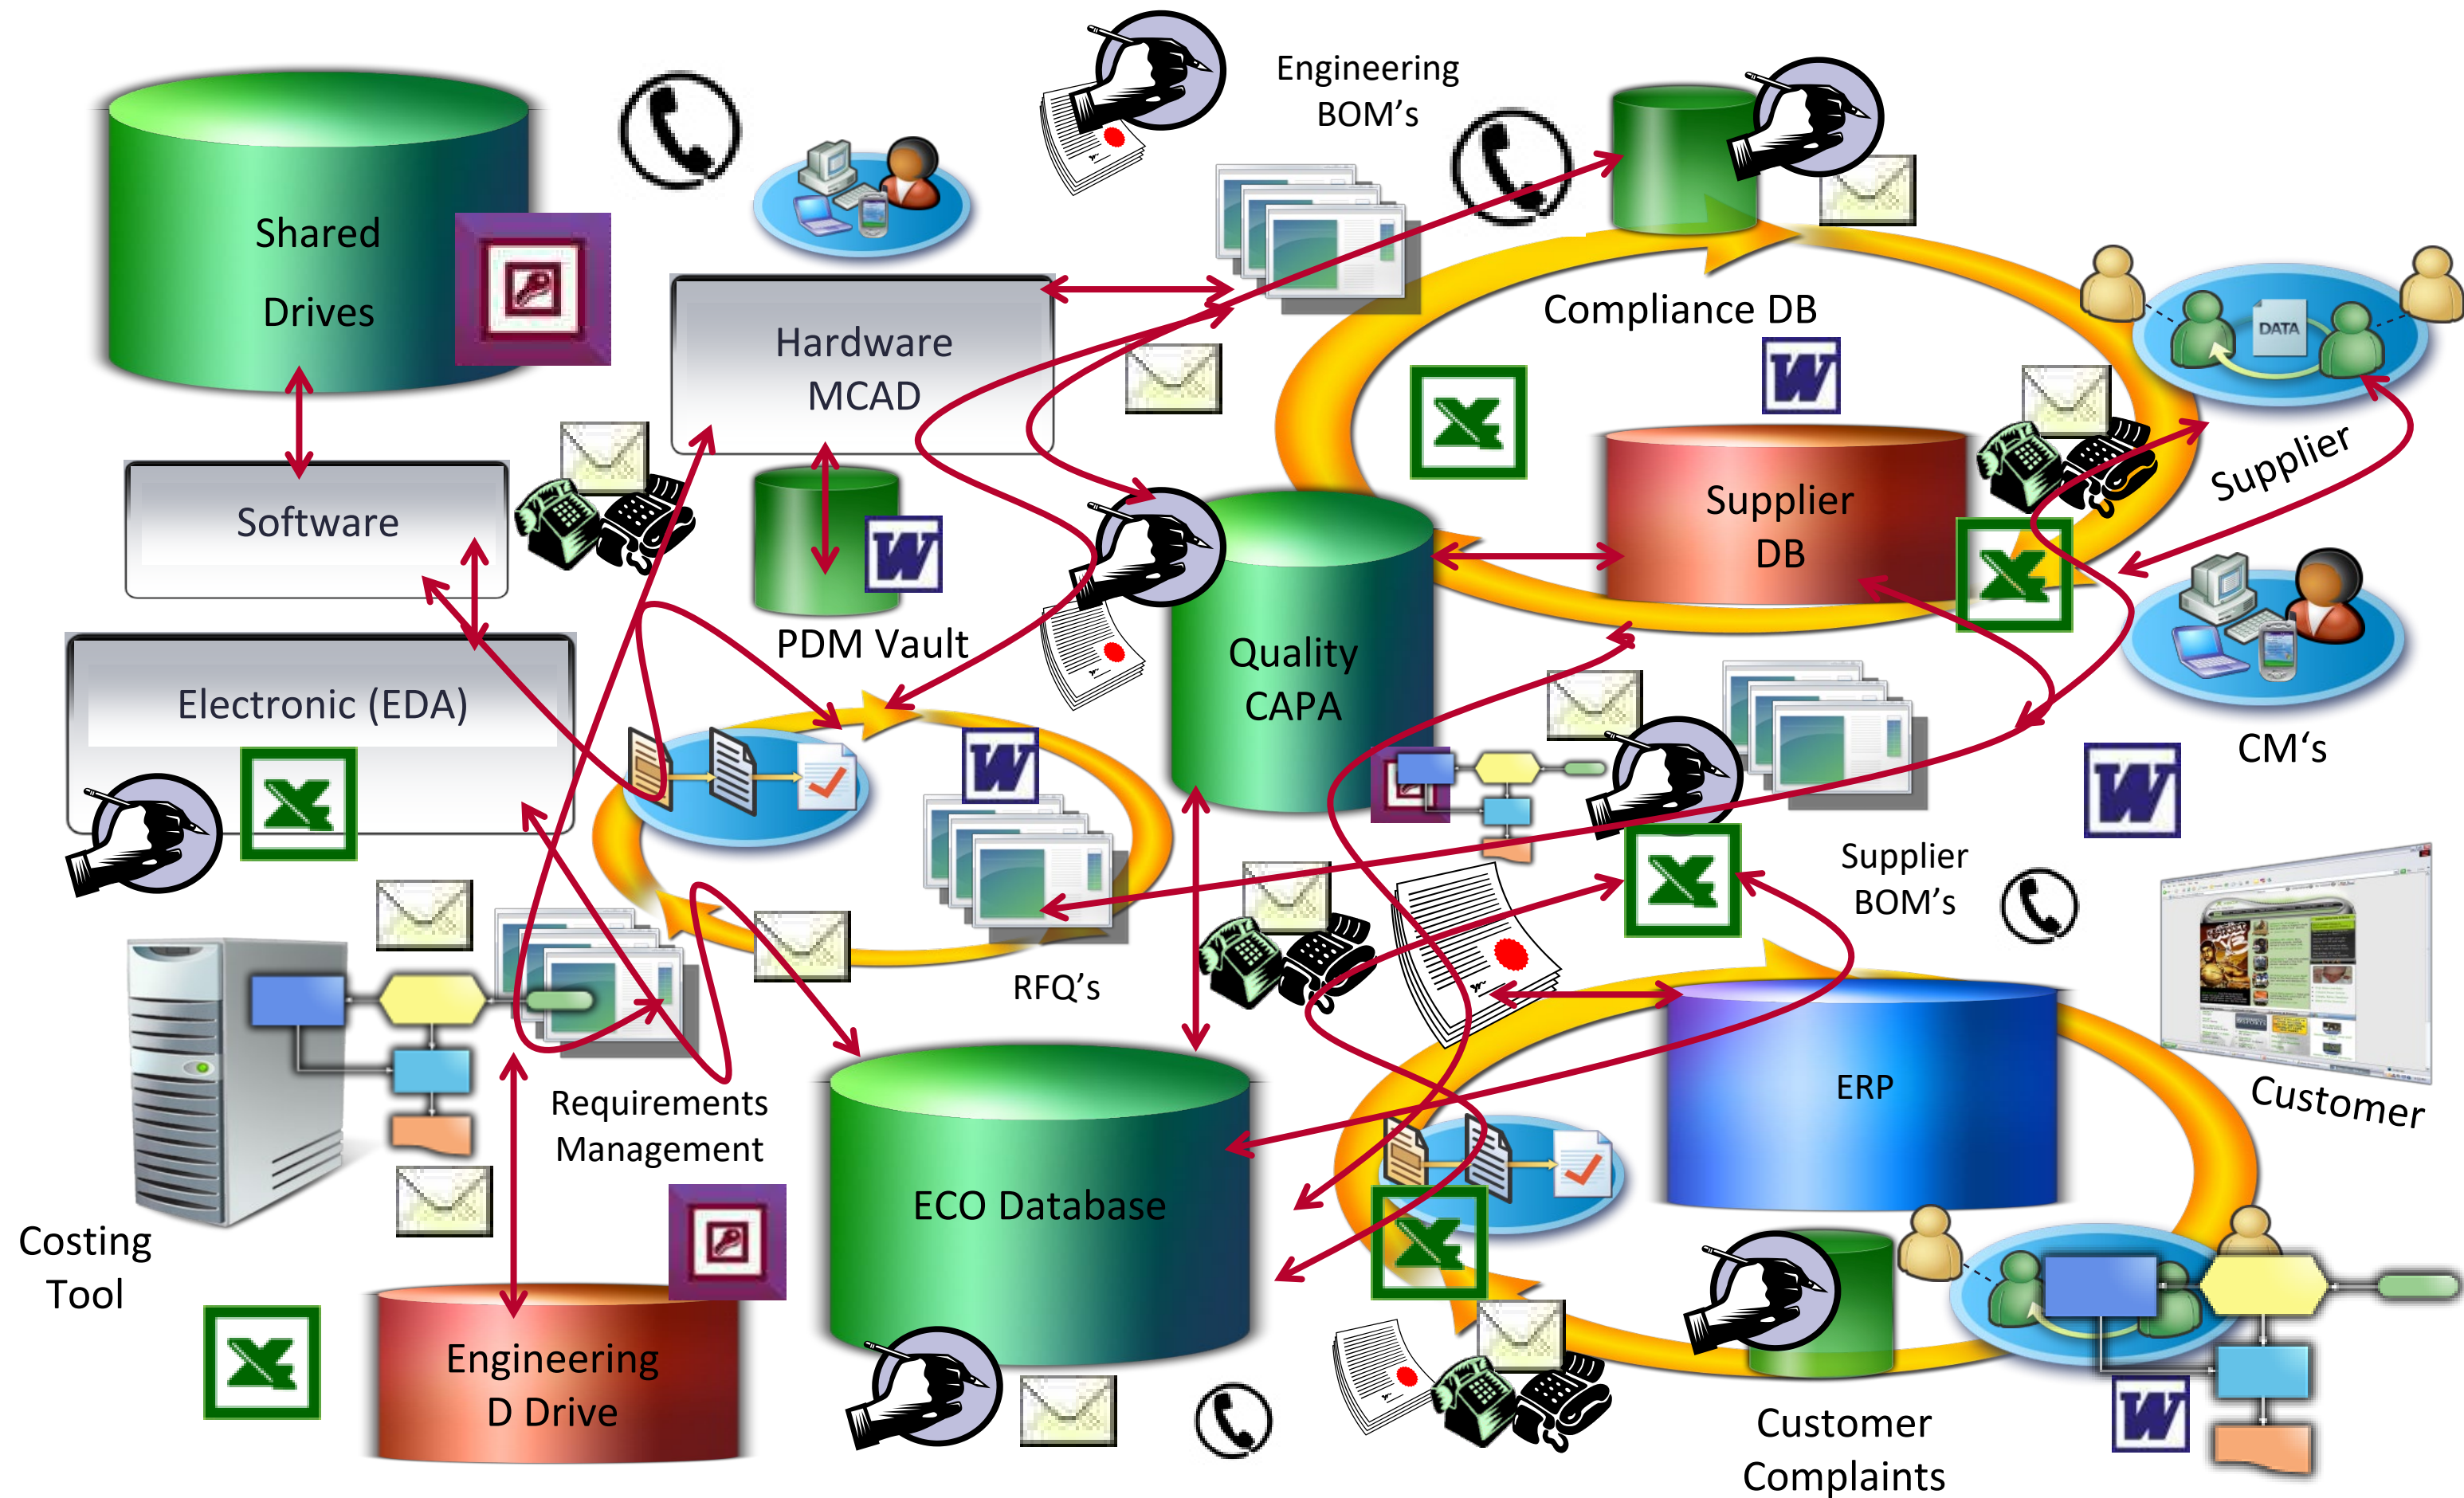 Engineering
BOM's
Shared
Drives
Hardware
MCAD
Compliance DB
DATA
W
Supplier
Software
Supplier
DB
W
PDM Vault
Quality
CAPA
Electronic (EDA)
CM‘s
W
W
Supplier
BOM's
RFQ's
Requirements
Management
ERP
Customer
ECO Database
Costing
Tool
Engineering
D Drive
W
Customer
Complaints